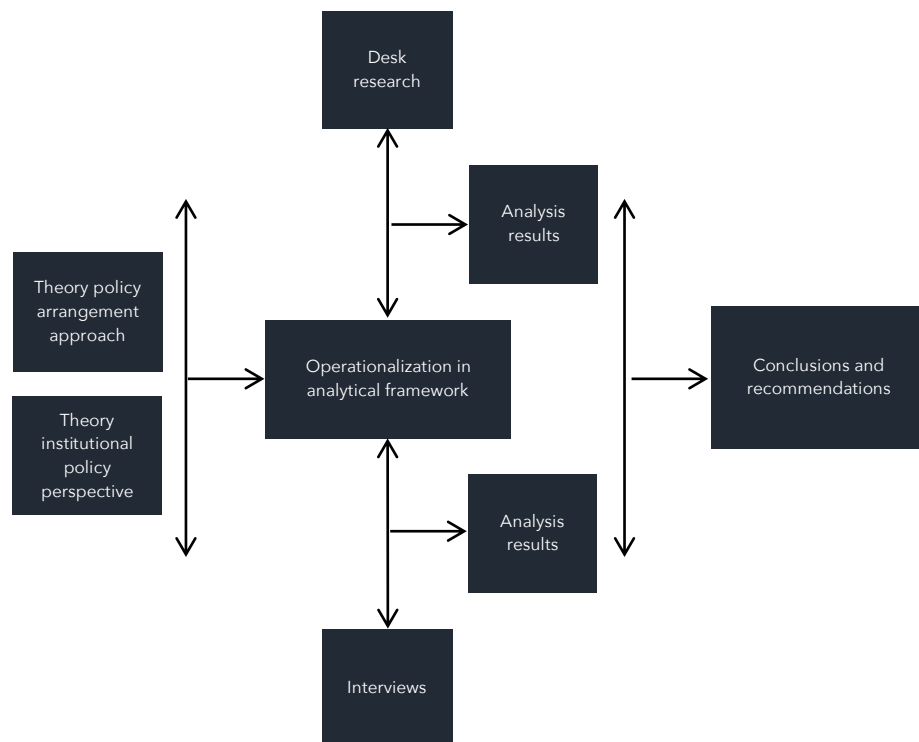 Desk
research
Analysis
results
Theory policy
arrangement
approach
Operationalization in
analytical framework
Conclusions and
recommendations
Theory
institutional
policy
perspective
Analysis
results
Interviews